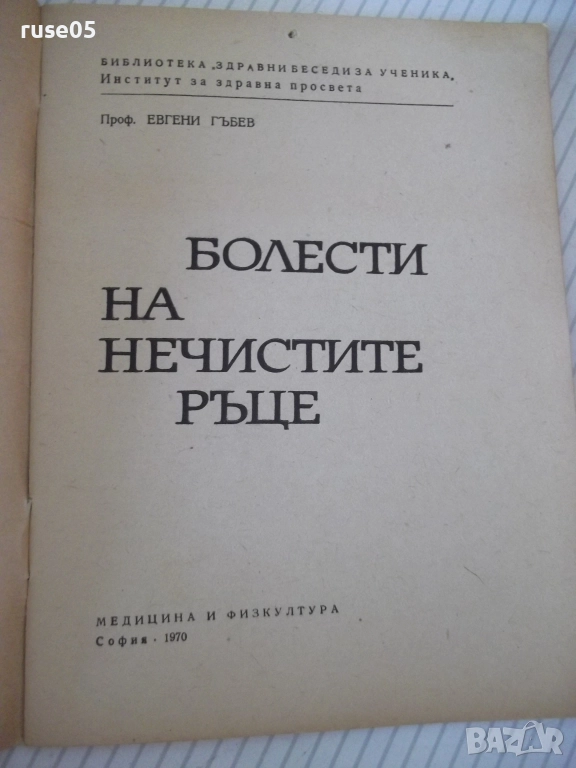 ruse05
БИБЛИОТЕКА „ЗДРАВНИ БЕСЕДИ ЗА УЧЕНИКА„
Институт за здравна просвета
Проф. ЕВГЕНИ ГЪБЕВ
БОЛЕСТИ
НА
НЕЧИСТИТЕ
РЪЦЕ
МЕДИЦИНА И ФИЗКУЛТУРА
София · 1970
BAZAR